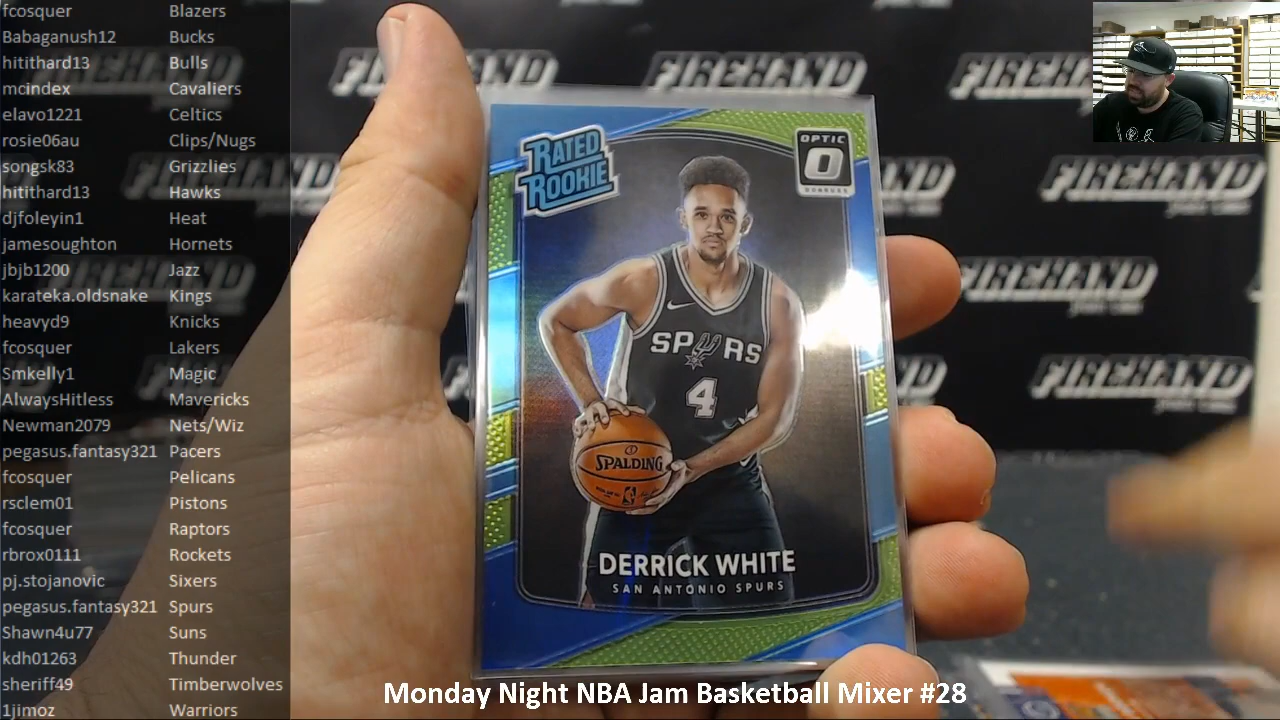 fcosquer Blazers
Babaganush12 Bucks
hitithard13 Bulls
mcindex Cavaliers
elavo1221 Celtics
rosie06au Clips/Nugs
songsk83 Grizzlies
hitithard13 Hawks
djfoleyin1 Heat
jamesoughton Hornets
jbjb1200 Jazz
karateka.oldsnake Kings
heavyd9 Knicks
fcosquer Lakers
Smkelly1 Magic
AlwaysHitless Mavericks
Newman2079 Nets/Wiz
pegasus.fantasy321 Pacers
fcosquer Pelicans
rsclem01 Pistons
fcosquer Raptors
rbrox0111 Rockets
pj.stojanovic Sixers
pegasus.fantasy321 Spurs
Shawn4u77 Suns
kdh01263 Thunder
sheriff49 Timberwolves
1jimoz Warriors
FIREHAND
FIREHAND
FIREHAND
FIREHAND
FIREHAND
RATED
ROOKIE
OPTIC
DONRUSS
SPURS
4
SPALDING
DERRICK WHITE
SAN ANTONIO SPURS
Monday Night NBA Jam Basketball Mixer #28